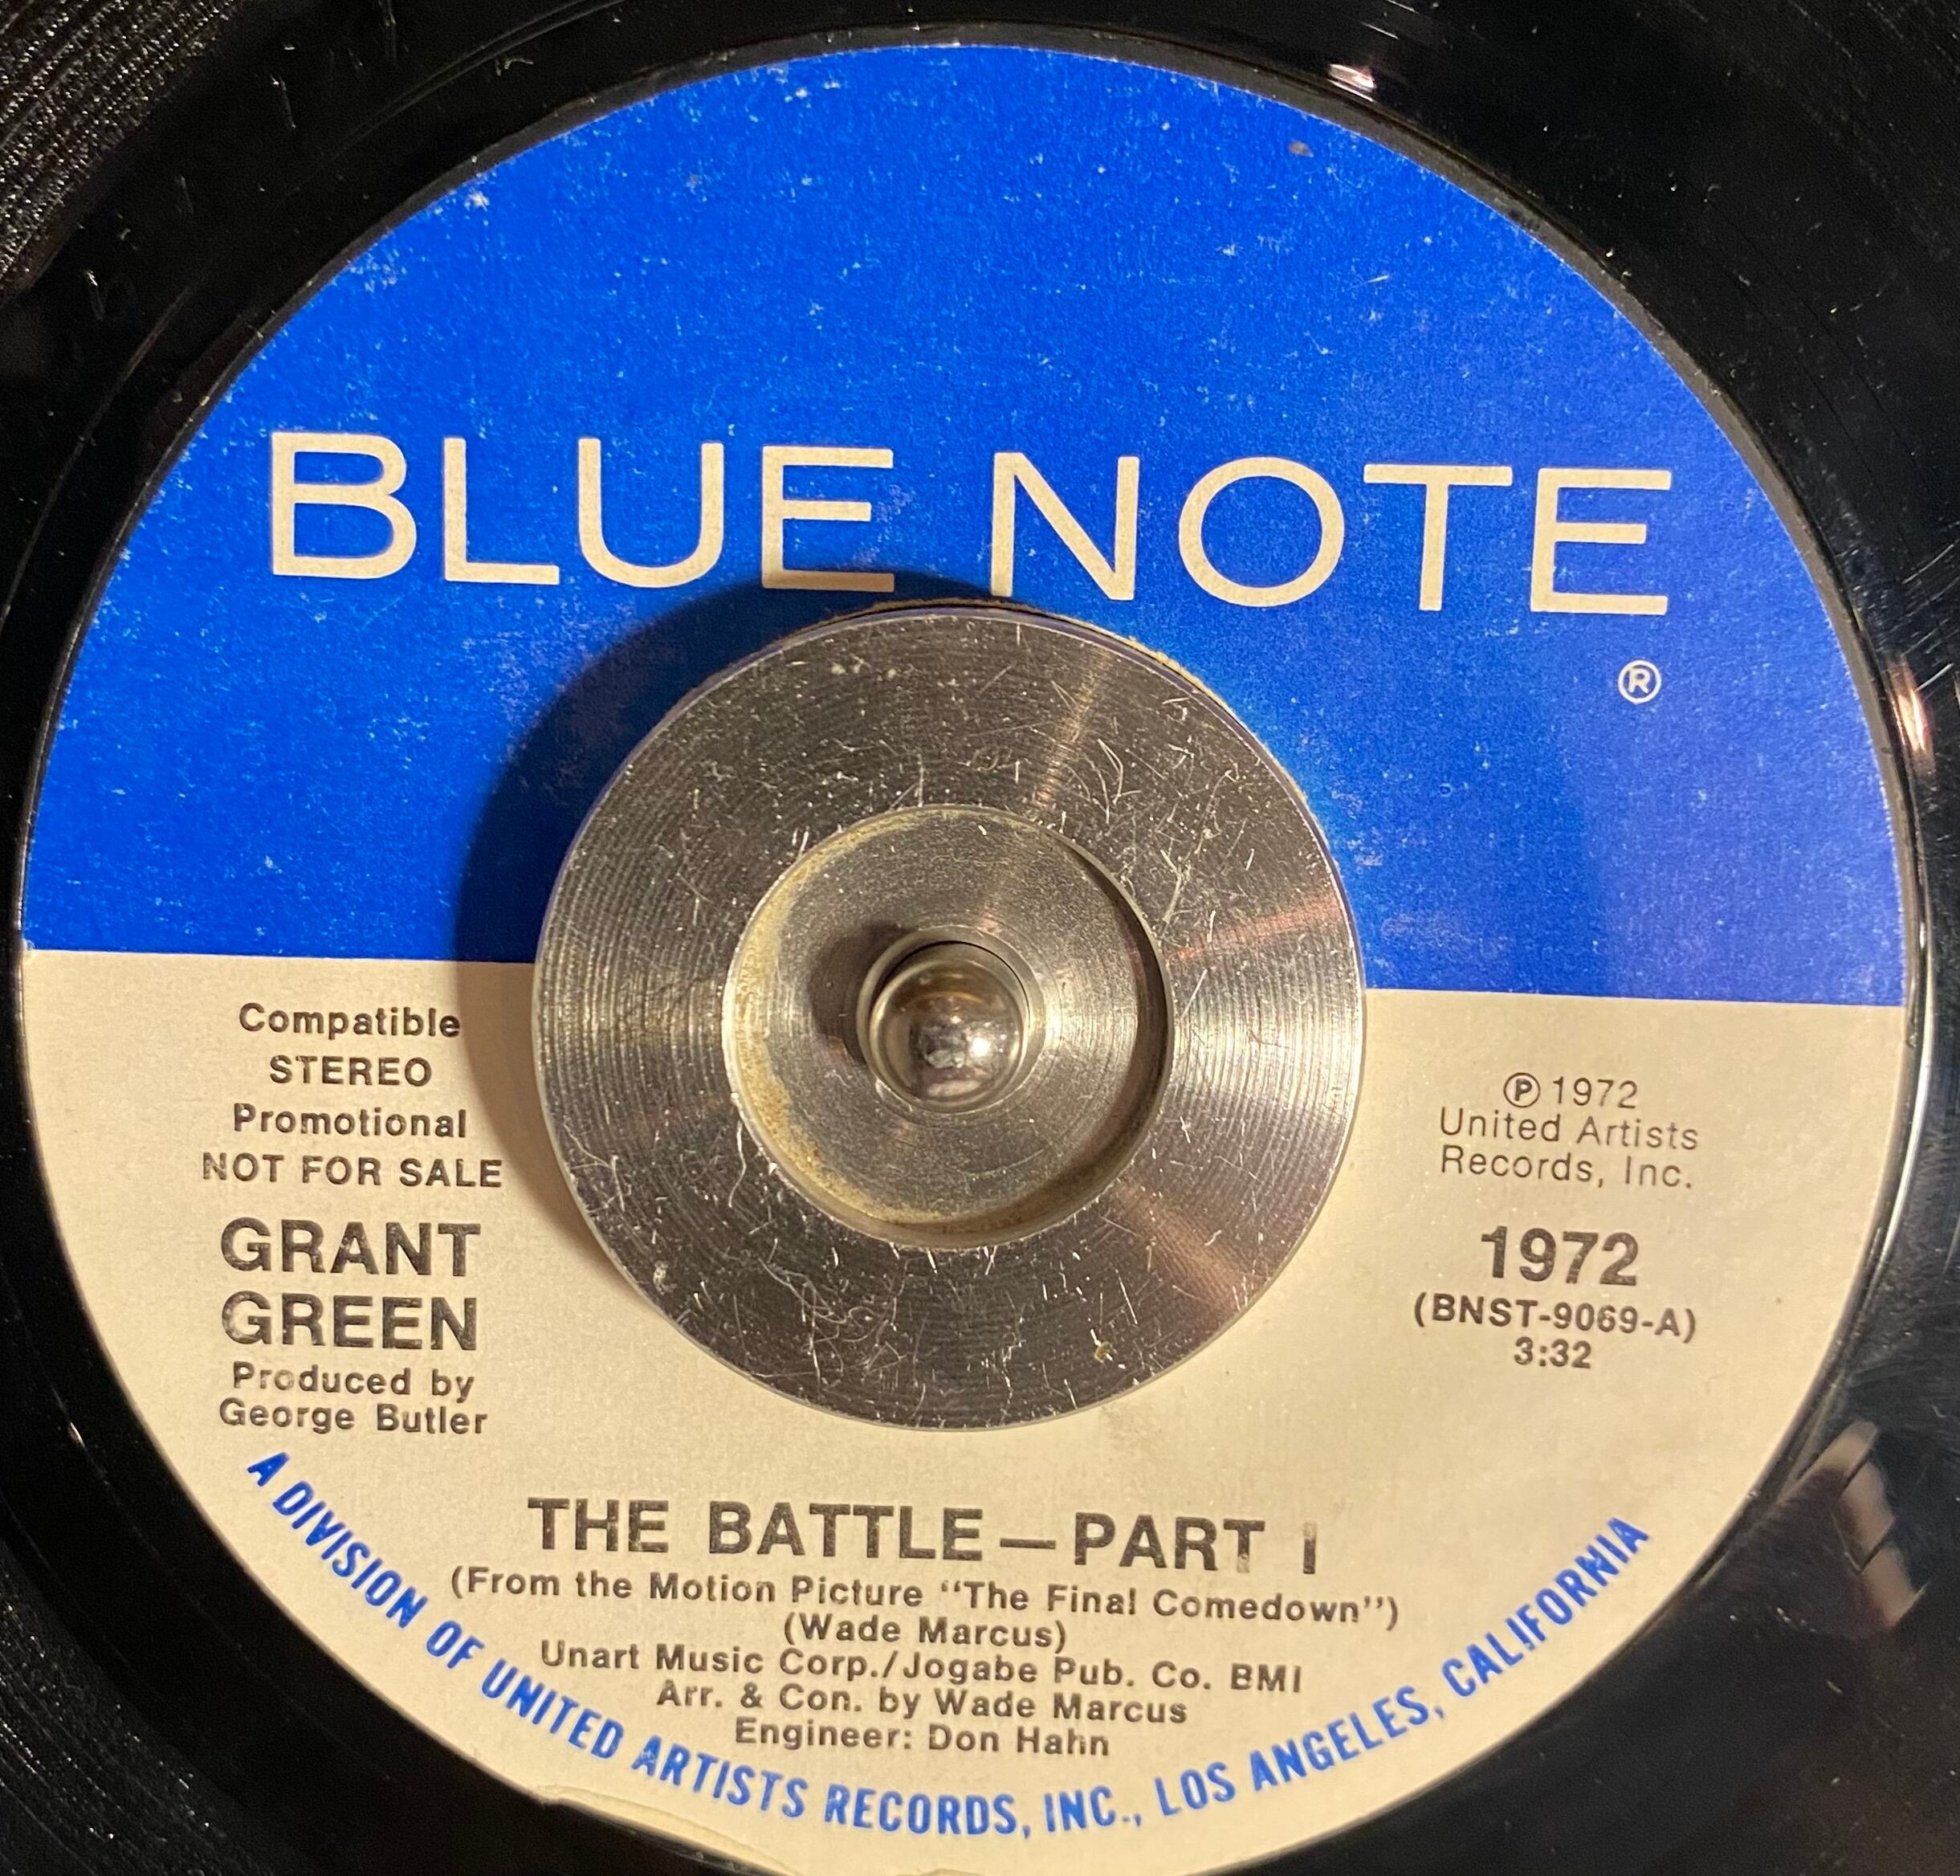 BLUE NOTE
®
Compatible
STEREO
Promotional
NOT FOR SALE
GRANT
GREEN
Produced by
George Butler
℗ 1972
United Artists
Records, Inc.
1972
(BNST-9069-A)
3:32
THE BATTLE—PART I
(From the Motion Picture "The Final Comedown")
(Wade Marcus)
Unart Music Corp./Jogabe Pub. Co. BMI
Arr. & Con. by Wade Marcus
Engineer: Don Hahn
A DIVISION OF UNITED ARTISTS RECORDS, INC., LOS ANGELES, CALIFORNIA